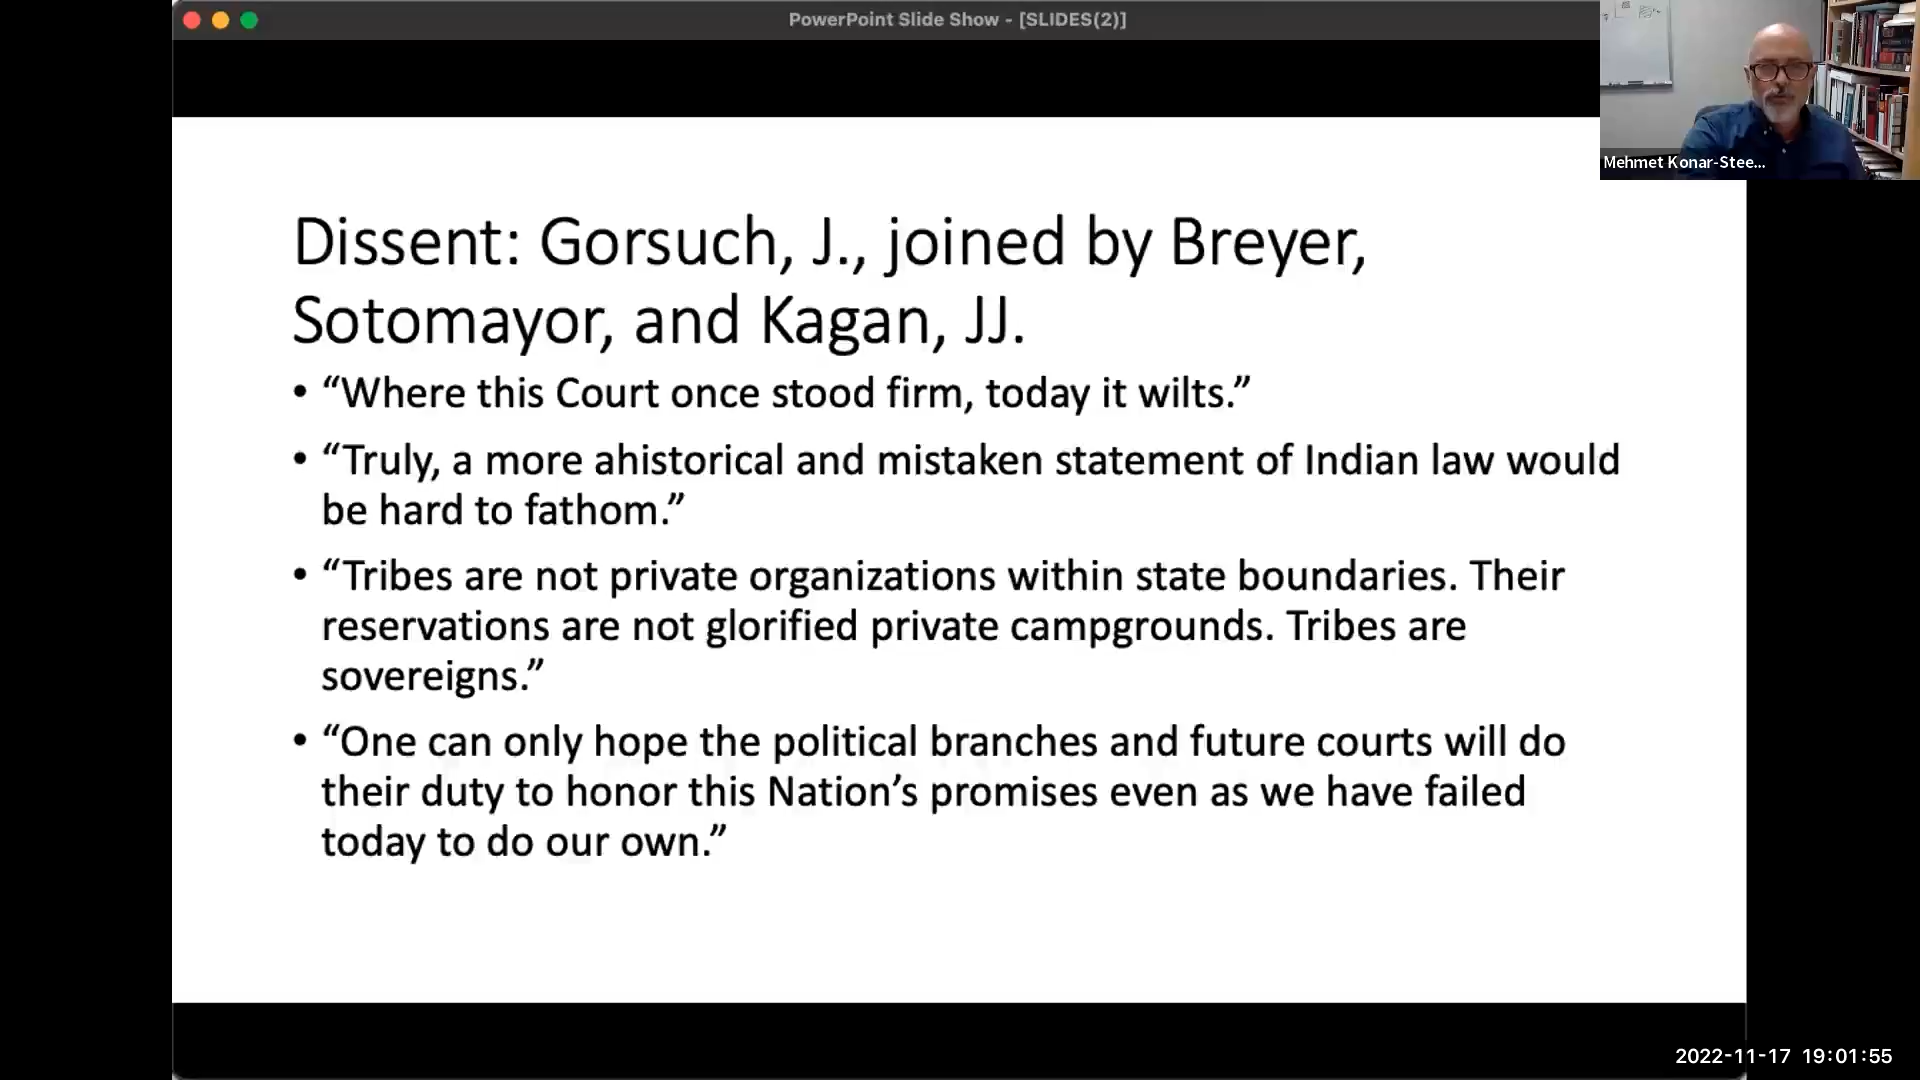 PowerPoint Slide Show - [SLIDES(2)]
Mehmet Konar-Stee...
Dissent: Gorsuch, J., joined by Breyer,
Sotomayor, and Kagan, JJ.
• “Where this Court once stood firm, today it wilts.”
• “Truly, a more ahistorical and mistaken statement of Indian law would
be hard to fathom.”
• “Tribes are not private organizations within state boundaries. Their
reservations are not glorified private campgrounds. Tribes are
sovereigns.”
• “One can only hope the political branches and future courts will do
their duty to honor this Nation’s promises even as we have failed
today to do our own.”
2022-11-17 19:01:55